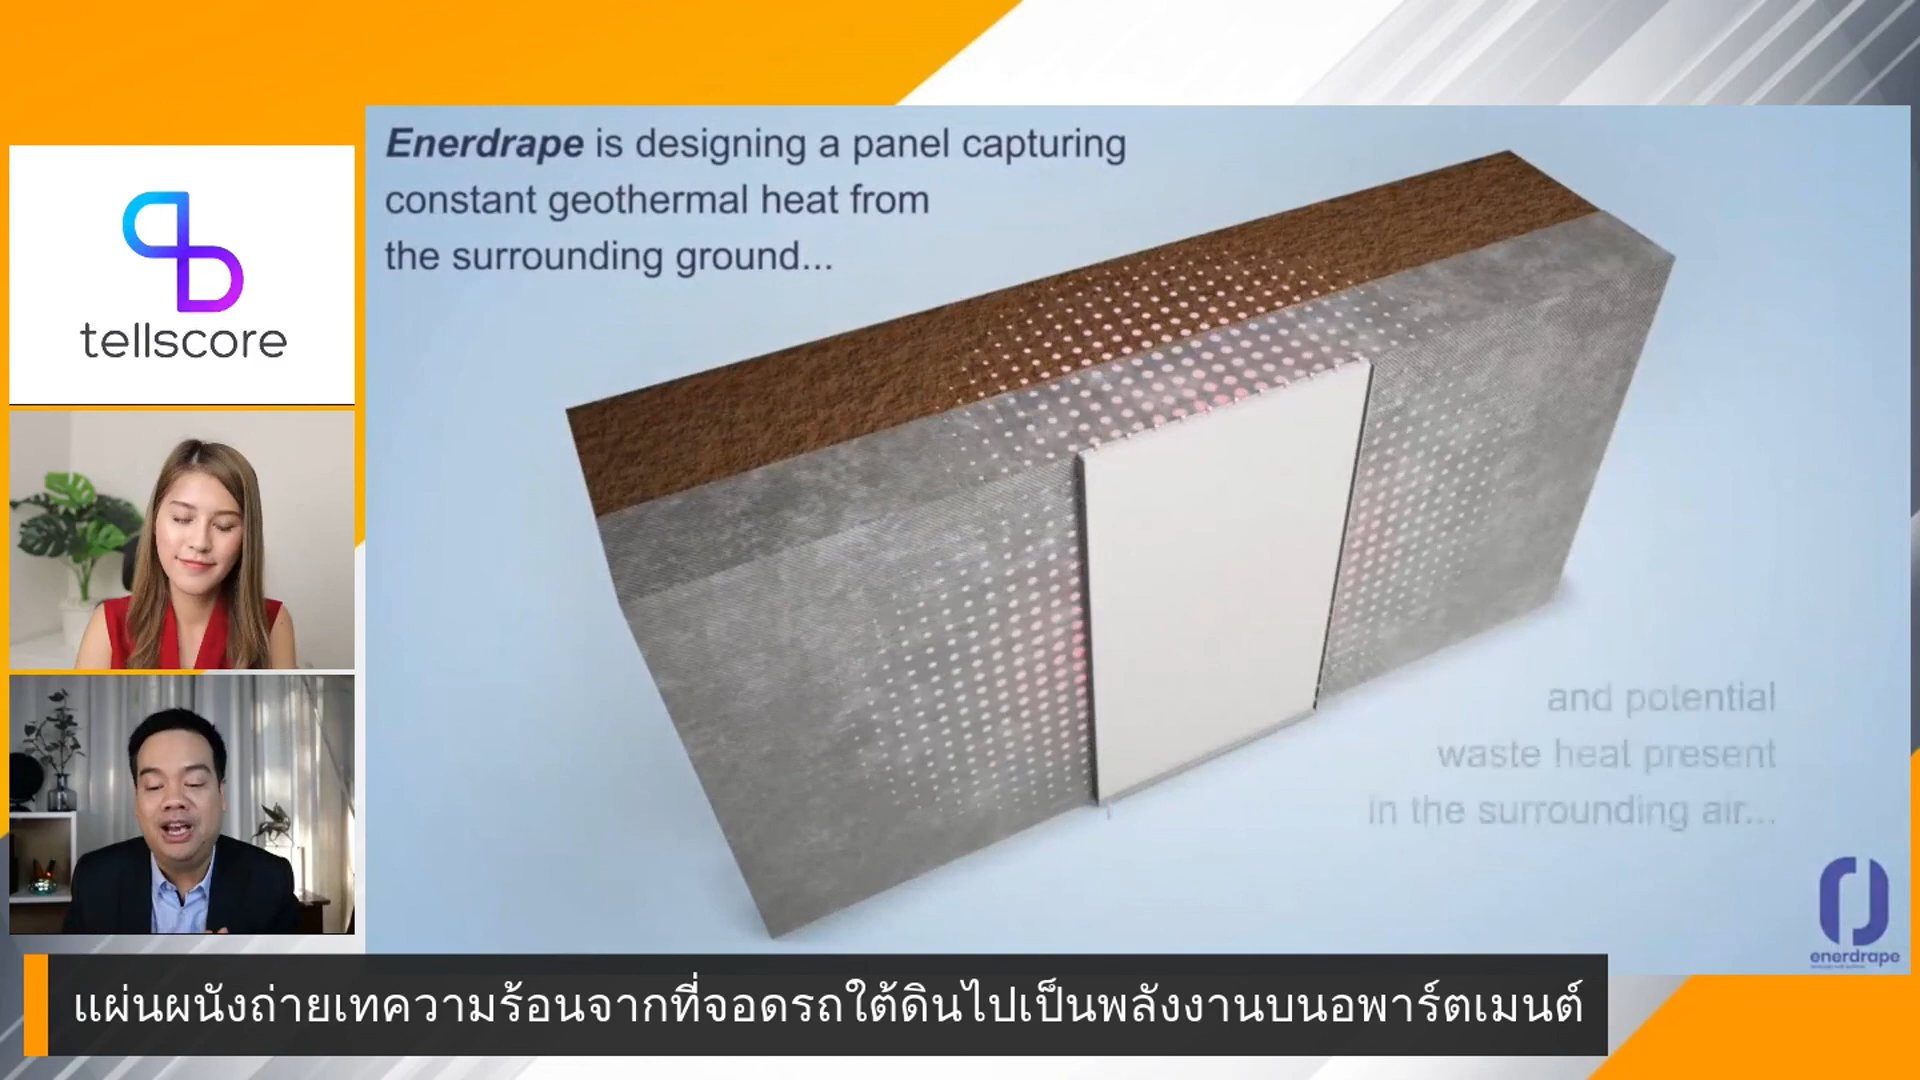 Enerdrape is designing a panel capturing
constant geothermal heat from
the surrounding ground...
tellscore
and potential
waste heat present
in the surrounding air...
enerdrape
แผ่นผนังถ่ายเทความร้อนจากที่จอดรถใต้ดินไปเป็นพลังงานบนอพาร์ตเมนต์